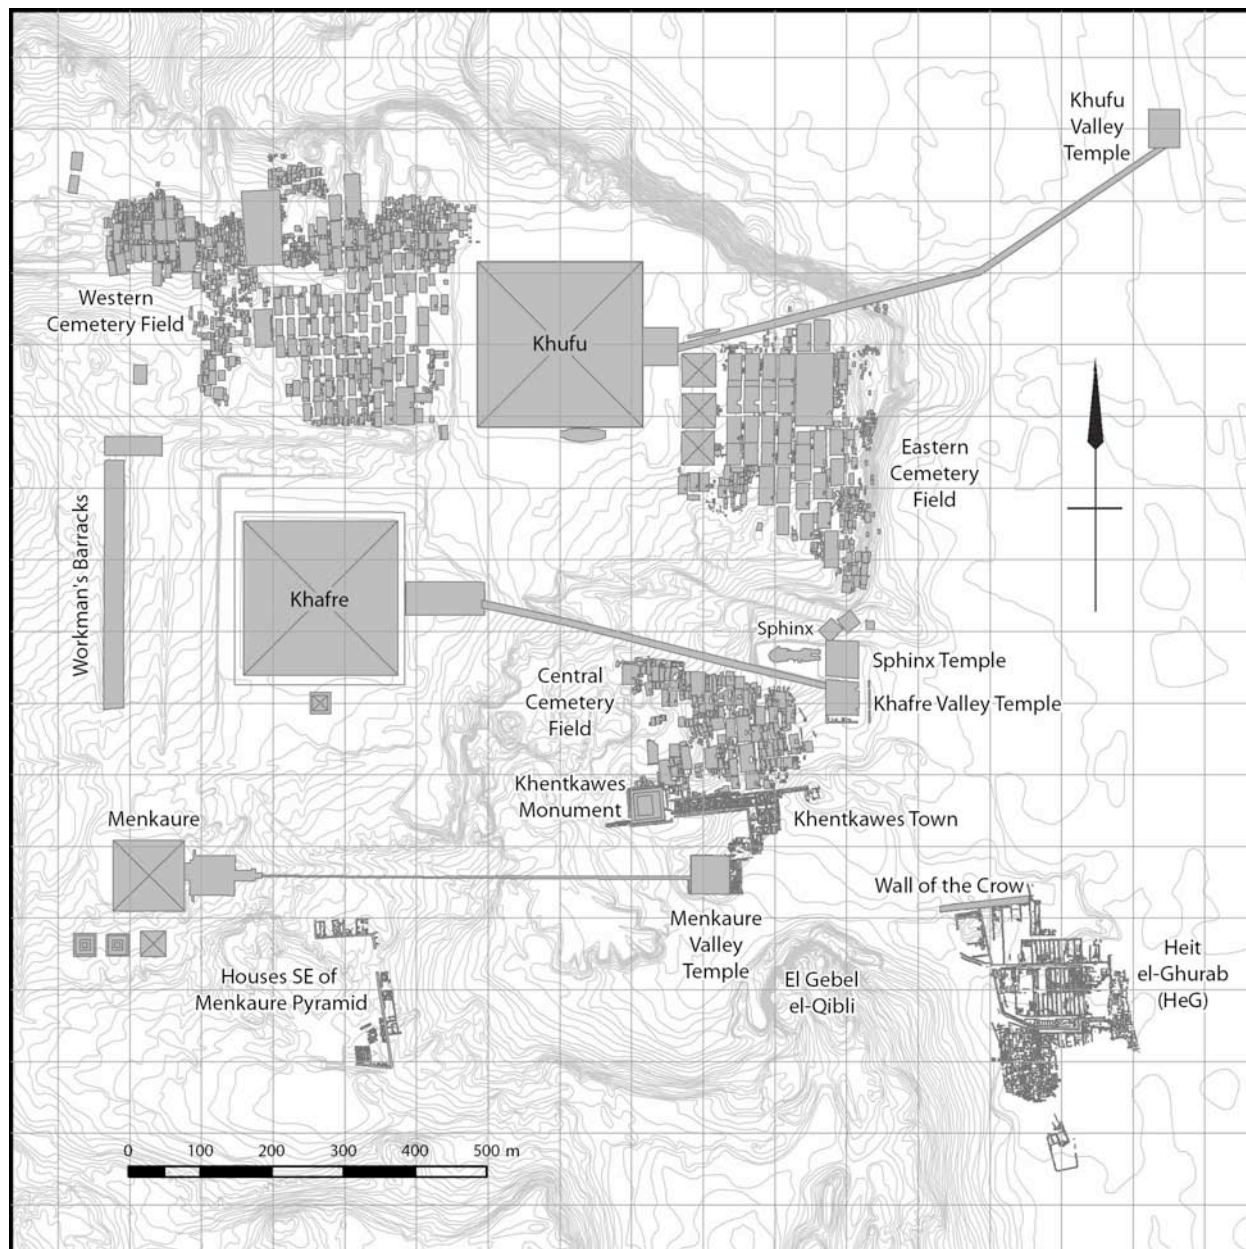 Khufu
Valley
Temple
Western
Cemetery Field
Khufu
Eastern
Cemetery
Field
Workman's Barracks
Khafre
Sphinx
Sphinx Temple
Khafre Valley Temple
Central
Cemetery
Field
Khentkawes
Monument
Khentkawes Town
Menkaure
Menkaure
Valley
Temple
Wall of the Crow
Heit
el-Ghurab
(HeG)
El Gebel
el-Qibli
Houses SE of
Menkaure Pyramid
0 100 200 300 400 500 m